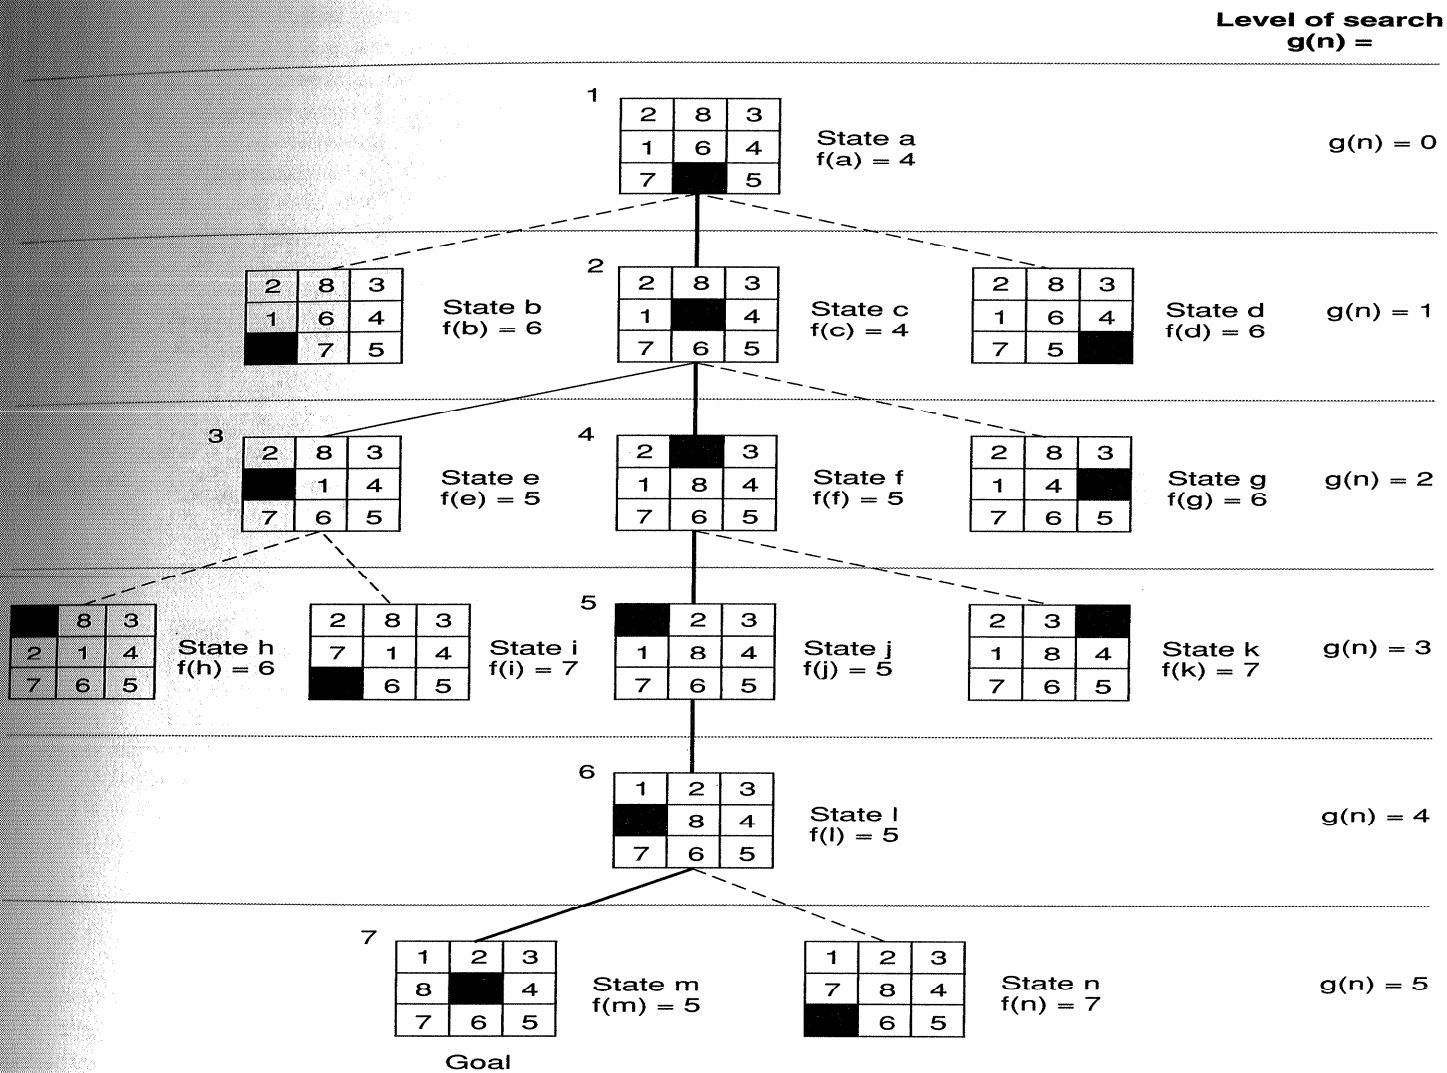 Level of search
g(n) =
1
2 8 3
1 6 4
7 5
State a
f(a) = 4
g(n) = 0
2 8 3
1 6 4
7 5
State b
f(b) = 6
2
2 8 3
1 4
7 6 5
State c
f(c) = 4
2 8 3
1 6 4
7 5
State d
f(d) = 6
g(n) = 1
3
2 8 3
1 4
7 6 5
State e
f(e) = 5
4
2 3
1 8 4
7 6 5
State f
f(f) = 5
2 8 3
1 4
7 6 5
State g
f(g) = 6
g(n) = 2
8 3
2 1 4
7 6 5
State h
f(h) = 6
2 8 3
7 1 4
6 5
State i
f(i) = 7
5
2 3
1 8 4
7 6 5
State j
f(j) = 5
2 3
1 8 4
7 6 5
State k
f(k) = 7
g(n) = 3
6
1 2 3
8 4
7 6 5
State l
f(l) = 5
g(n) = 4
7
1 2 3
8 4
7 6 5
State m
f(m) = 5
Goal
1 2 3
7 8 4
6 5
State n
f(n) = 7
g(n) = 5